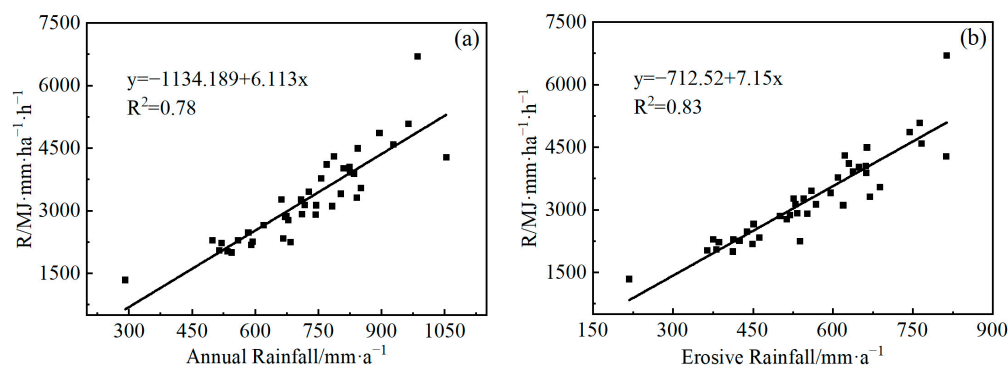 (a)
y=−1134.189+6.113x
R²=0.78
7500
6000
4500
3000
1500
R/MJ·mm·ha⁻¹·h⁻¹
300 450 600 750 900 1050
Annual Rainfall/mm·a⁻¹
(b)
y=−712.52+7.15x
R²=0.83
7500
6000
4500
3000
1500
R/MJ·mm·ha⁻¹·h⁻¹
150 300 450 600 750 900
Erosive Rainfall/mm·a⁻¹